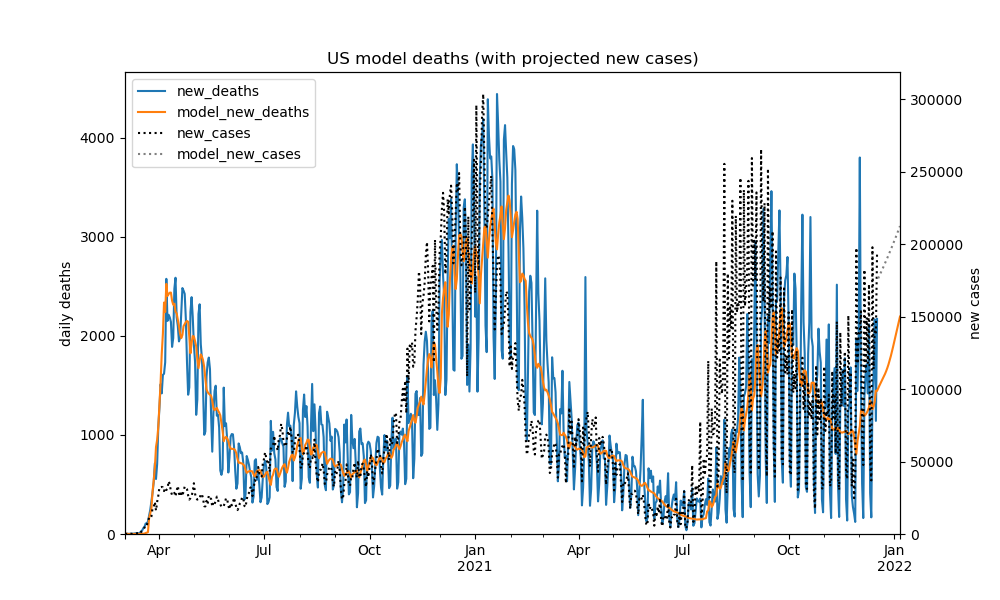 US model deaths (with projected new cases)
new_deaths
model_new_deaths
new_cases
model_new_cases
daily deaths
4000
3000
2000
1000
0
new cases
300000
250000
200000
150000
100000
50000
0
Apr
Jul
Oct
Jan
2021
Apr
Jul
Oct
Jan
2022